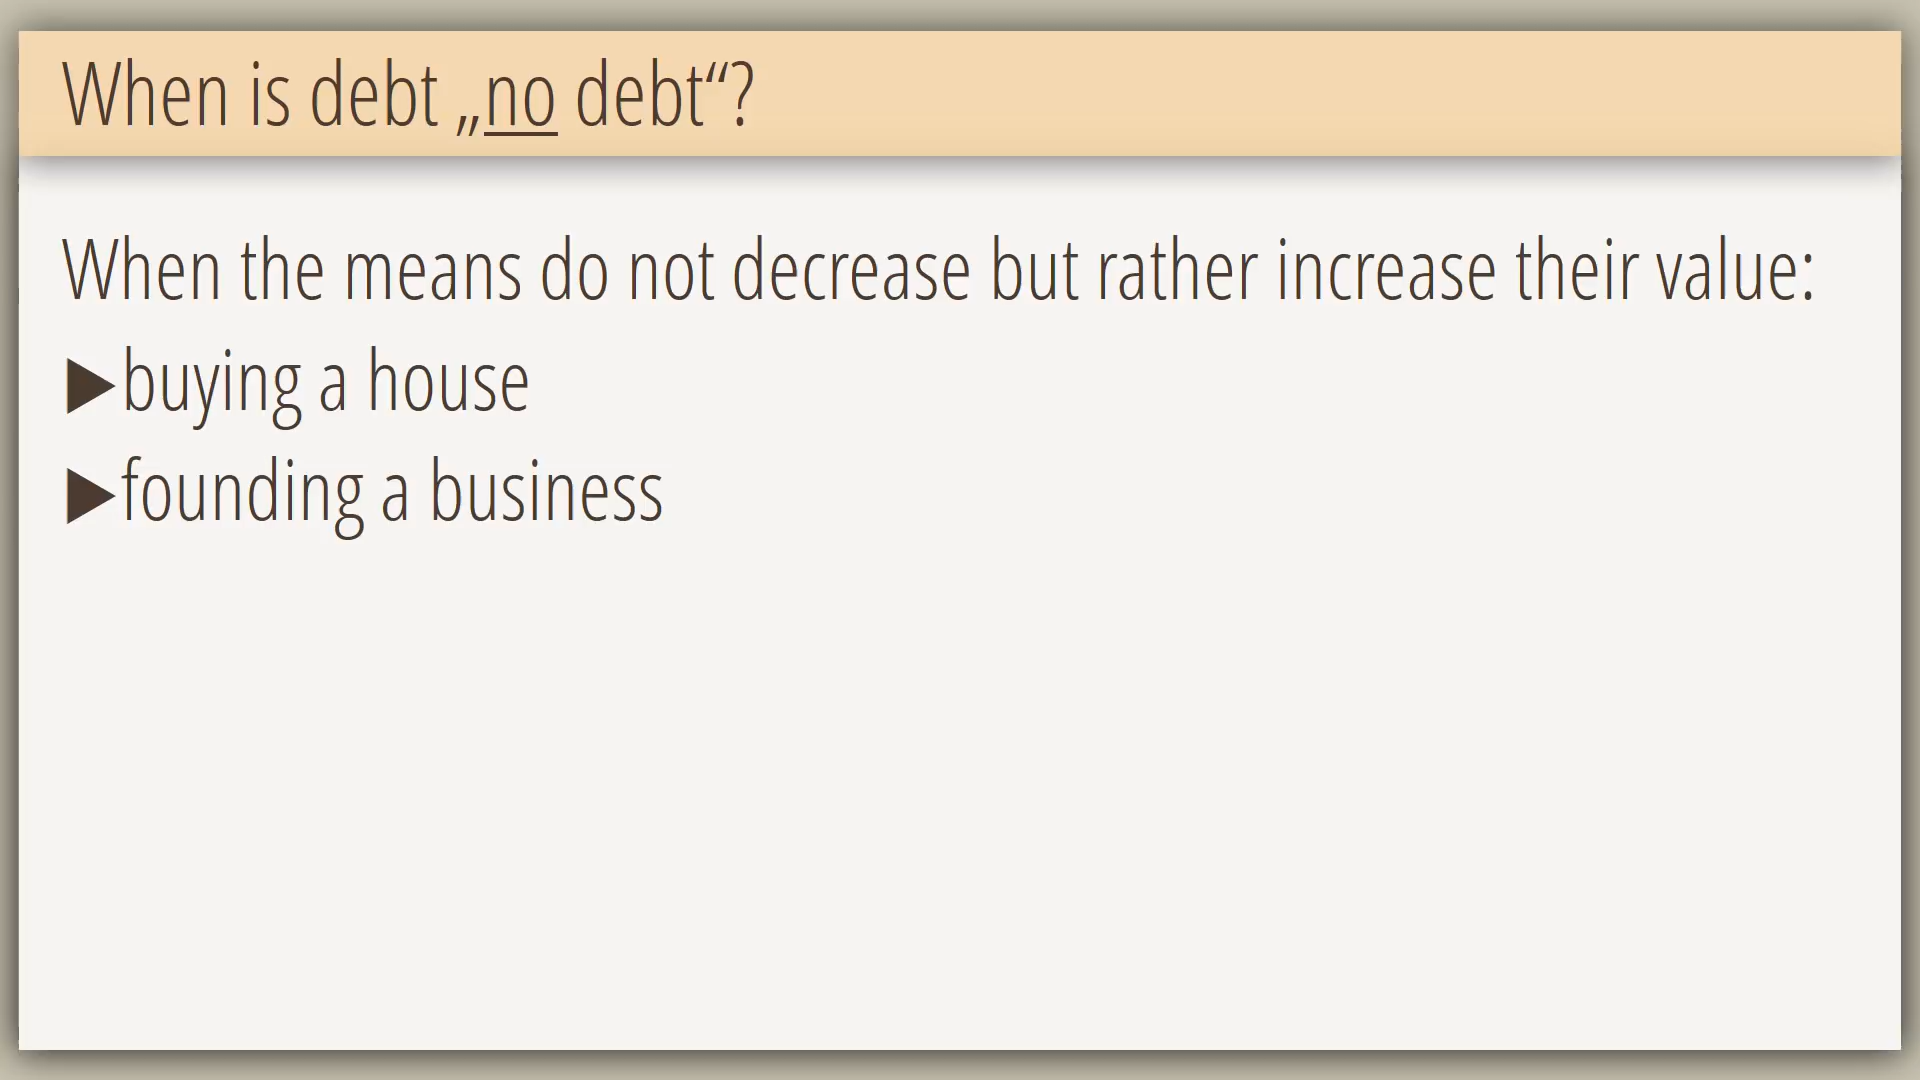 When is debt „no debt“?
When the means do not decrease but rather increase their value:
▶buying a house
▶founding a business